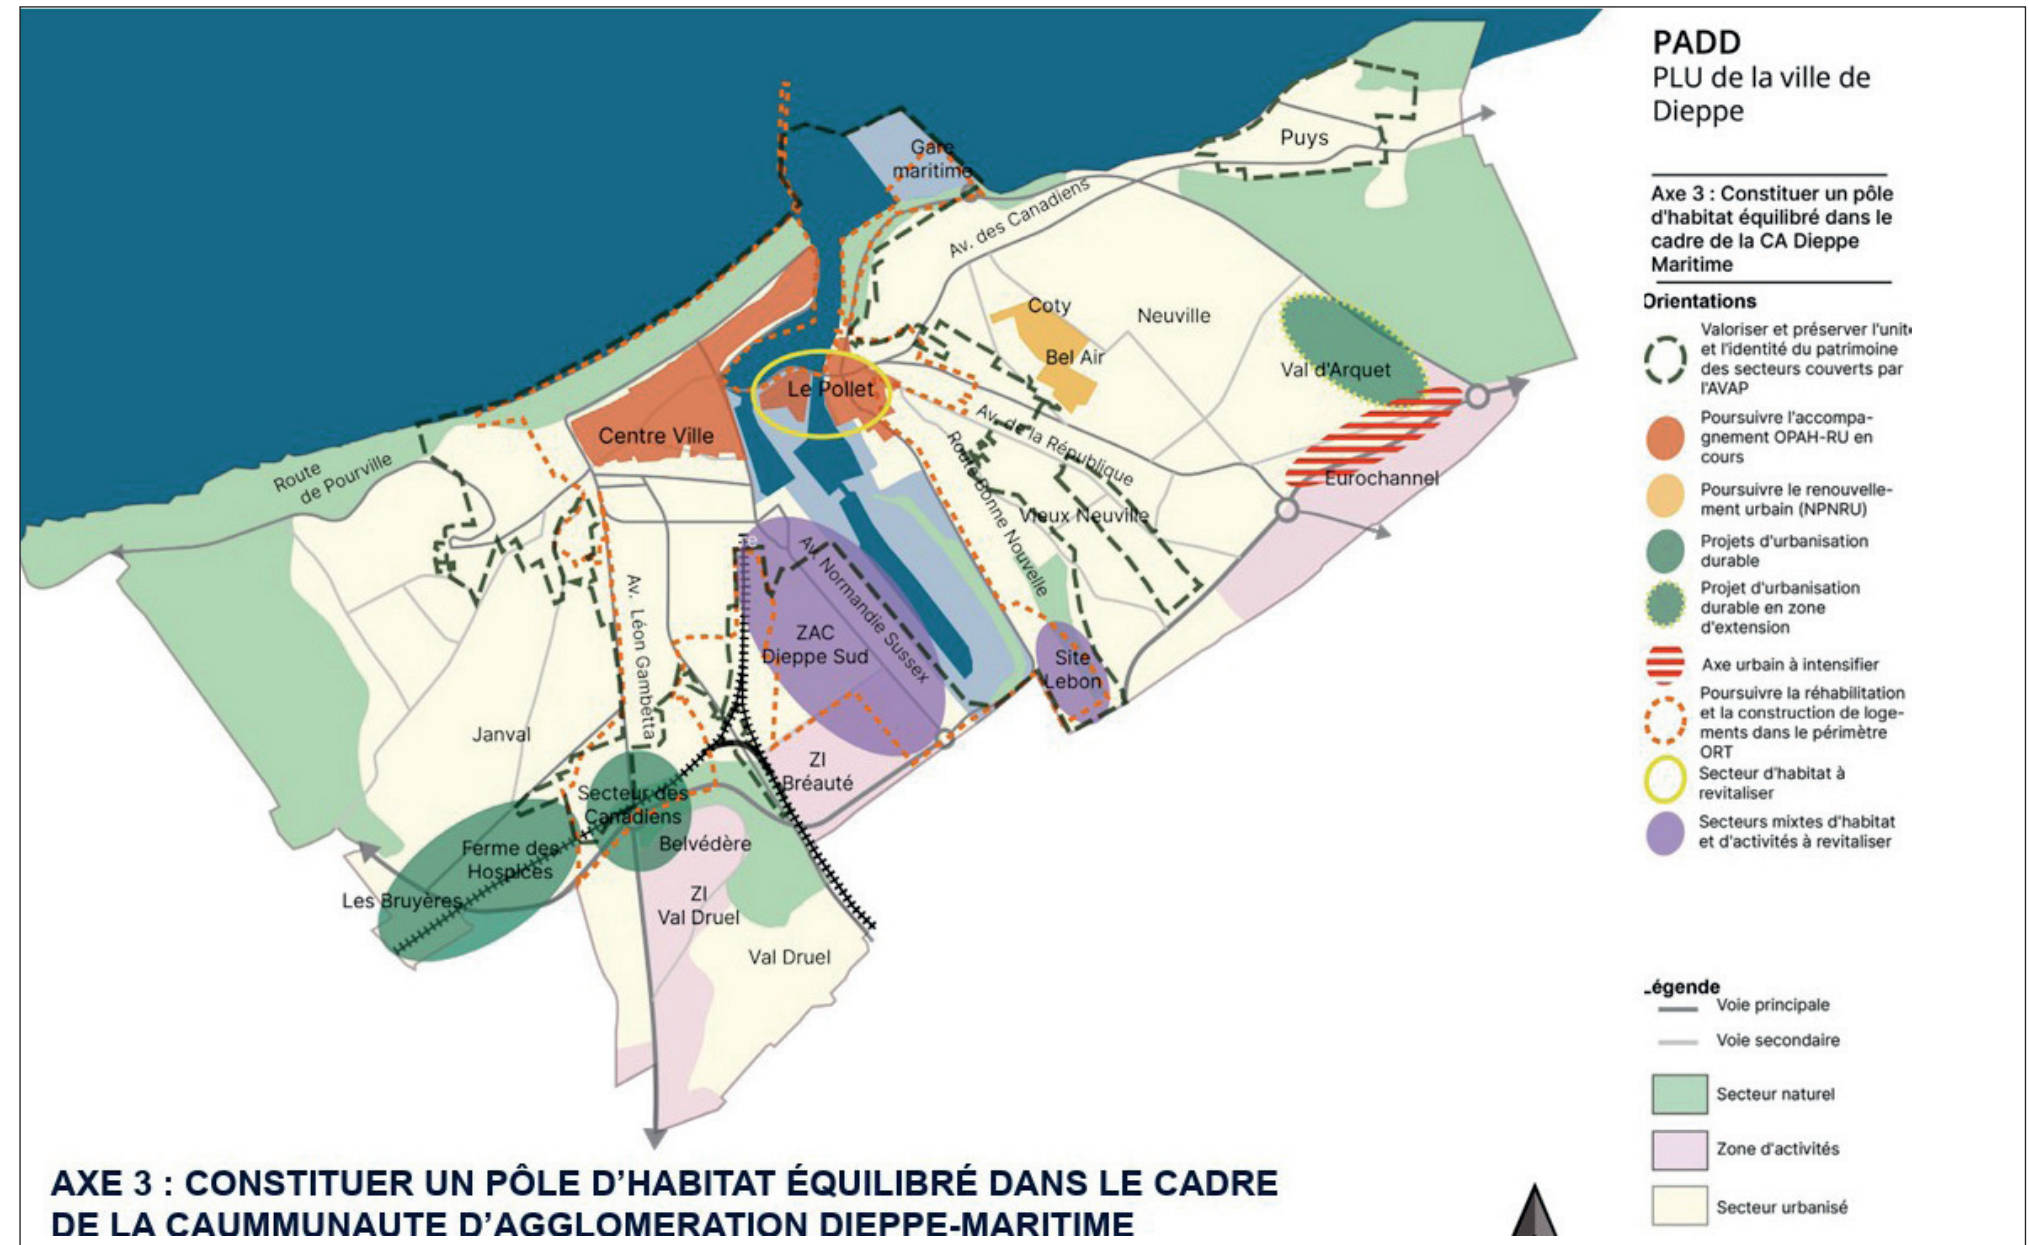 PADD
PLU de la ville de
Dieppe
Axe 3 : Constituer un pôle
d'habitat équilibré dans le
cadre de la CA Dieppe
Maritime
Orientations
Valoriser et préserver l'unit
et l'identité du patrimoine
des secteurs couverts par
l'AVAP
Poursuivre l'accompa-
gnement OPAH-RU en
cours
Poursuivre le renouvelle-
ment urbain (NPNRU)
Projets d'urbanisation
durable
Projet d'urbanisation
durable en zone
d'extension
Axe urbain à intensifier
Poursuivre la réhabilitation
et la construction de loge-
ments dans le périmètre
ORT
Secteur d'habitat à
revitaliser
Secteurs mixtes d'habitat
et d'activités à revitaliser
Légende
Voie principale
Voie secondaire
Secteur naturel
Zone d'activités
Secteur urbanisé
Gare
maritime
Puys
Av. des Canadiens
Coty
Neuville
Bel Air
Val d'Arquet
Le Pollet
Centre Ville
Av. de la République
Route
de Pourville
Route Bonne Nouvelle
Eurochannel
Vieux Neuville
Av. Normandie Sussex
Av. Léon Gambetta
ZAC
Dieppe Sud
Site
Lebon
Janval
ZI
Bréauté
Secteur des
Canadiens
Belvédère
Ferme des
Hospices
Les Bruyères
ZI
Val Druel
Val Druel
AXE 3 : CONSTITUER UN PÔLE D'HABITAT ÉQUILIBRÉ DANS LE CADRE
DE LA CAUMMUNAUTE D'AGGLOMERATION DIEPPE-MARITIME